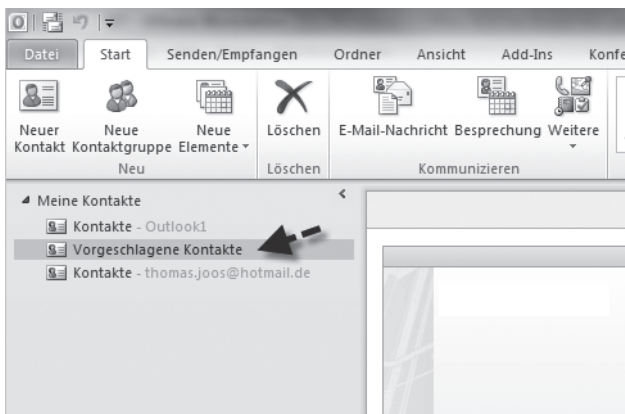 Datei Start Senden/Empfangen Ordner Ansicht Add-Ins
Neuer Kontakt
Neue Kontaktgruppe
Neue Elemente
Löschen
E-Mail-Nachricht
Besprechung
Weitere
Neu
Löschen
Kommunizieren
Meine Kontakte
Kontakte - Outlook1
Vorgeschlagene Kontakte
Kontakte - thomas.joos@hotmail.de